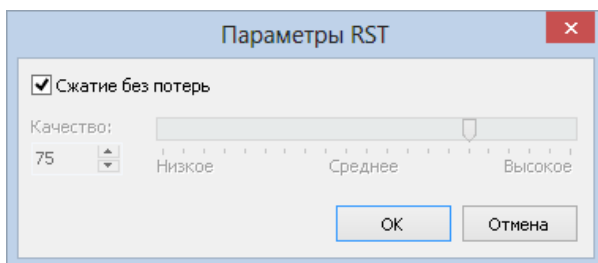 Параметры RST
Сжатие без потерь
Качество:
75
Низкое Среднее Высокое
OK Отмена